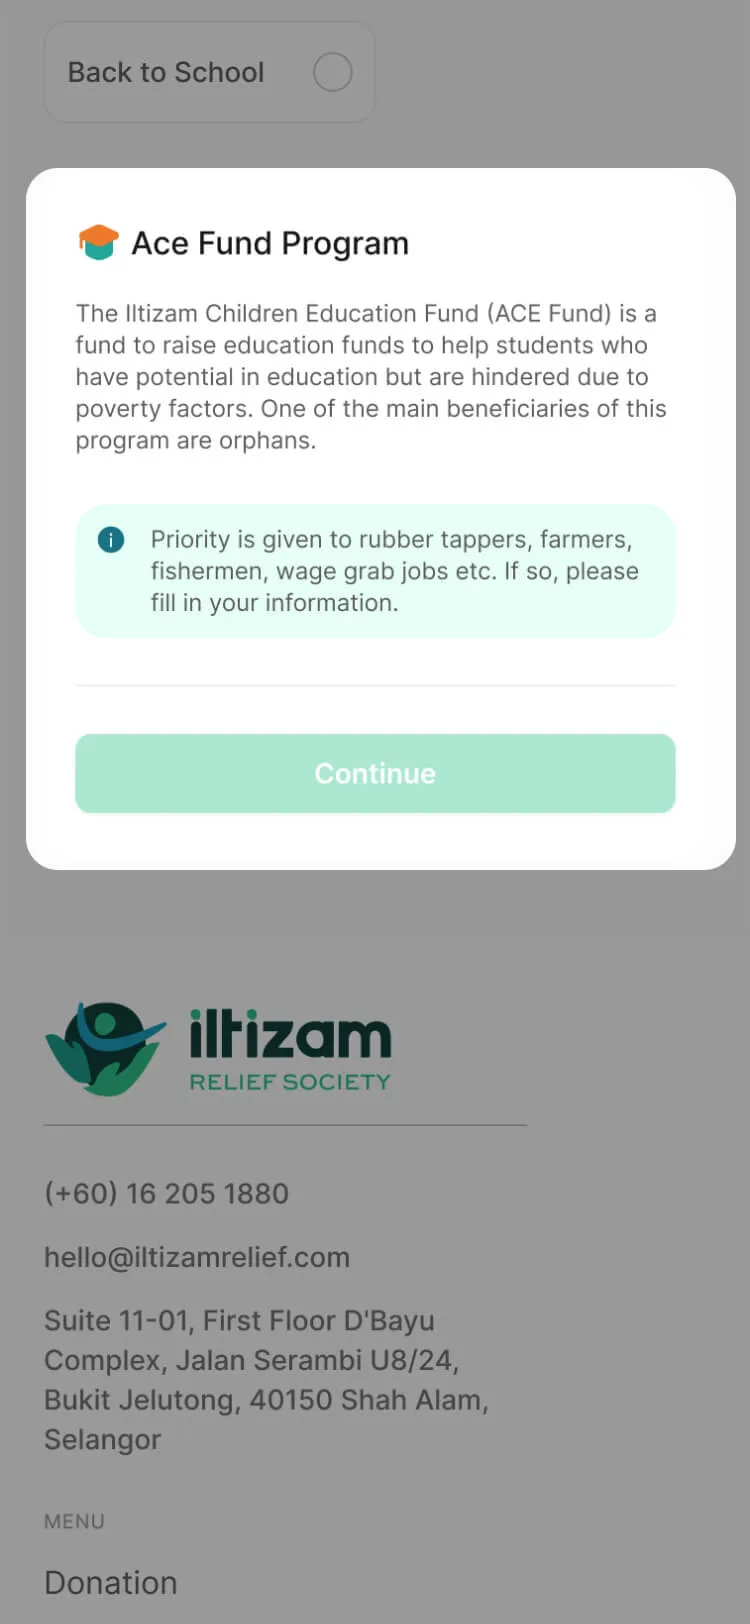 Back to School
Ace Fund Program
The Iltizam Children Education Fund (ACE Fund) is a
fund to raise education funds to help students who
have potential in education but are hindered due to
poverty factors. One of the main beneficiaries of this
program are orphans.
Priority is given to rubber tappers, farmers,
fishermen, wage grab jobs etc. If so, please
fill in your information.
Continue
iltizam
RELIEF SOCIETY
(+60) 16 205 1880
hello@iltizamrelief.com
Suite 11-01, First Floor D'Bayu
Complex, Jalan Serambi U8/24,
Bukit Jelutong, 40150 Shah Alam,
Selangor
MENU
Donation